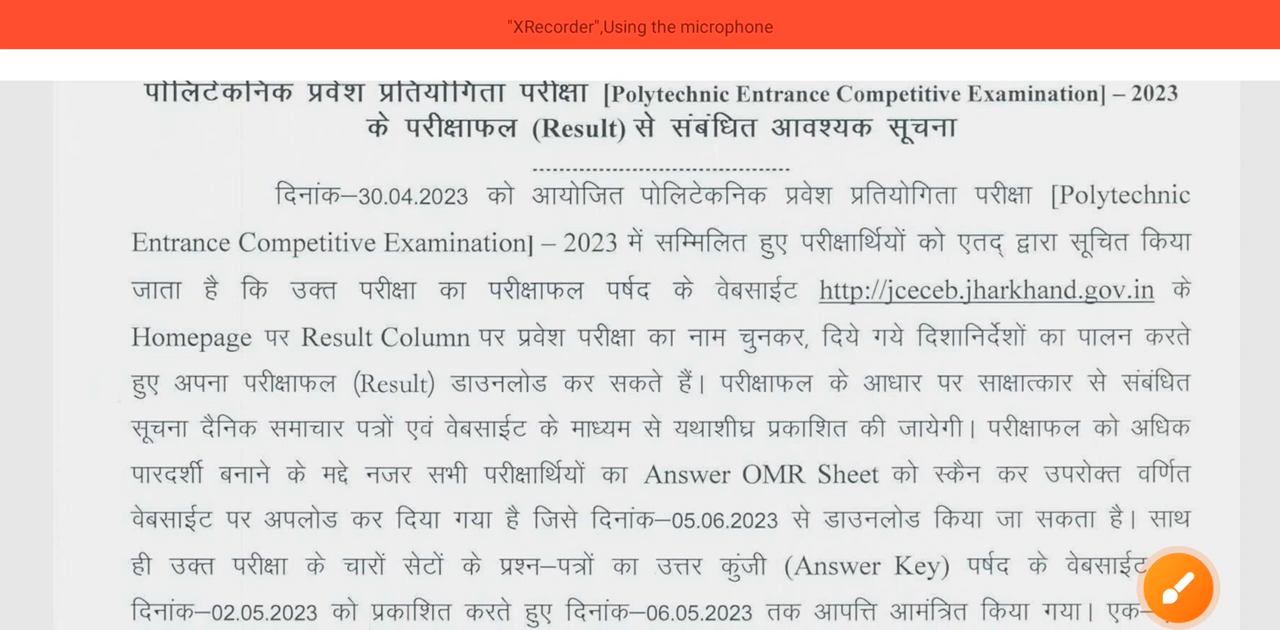 "XRecorder",Using the microphone
पोलिटेकनिक प्रवेश प्रतियोगिता परीक्षा [Polytechnic Entrance Competitive Examination] – 2023
के परीक्षाफल (Result) से संबंधित आवश्यक सूचना
दिनांक–30.04.2023 को आयोजित पोलिटेकनिक प्रवेश प्रतियोगिता परीक्षा [Polytechnic
Entrance Competitive Examination] – 2023 में सम्मिलित हुए परीक्षार्थियों को एतद् द्वारा सूचित किया
जाता है कि उक्त परीक्षा का परीक्षाफल पर्षद के वेबसाईट http://jceceb.jharkhand.gov.in के
Homepage पर Result Column पर प्रवेश परीक्षा का नाम चुनकर, दिये गये दिशानिर्देशों का पालन करते
हुए अपना परीक्षाफल (Result) डाउनलोड कर सकते हैं। परीक्षाफल के आधार पर साक्षात्कार से संबंधित
सूचना दैनिक समाचार पत्रों एवं वेबसाईट के माध्यम से यथाशीघ्र प्रकाशित की जायेगी। परीक्षाफल को अधिक
पारदर्शी बनाने के मद्दे नजर सभी परीक्षार्थियों का Answer OMR Sheet को स्कैन कर उपरोक्त वर्णित
वेबसाईट पर अपलोड कर दिया गया है जिसे दिनांक–05.06.2023 से डाउनलोड किया जा सकता है। साथ
ही उक्त परीक्षा के चारों सेटों के प्रश्न–पत्रों का उत्तर कुंजी (Answer Key) पर्षद के वेबसाईट
दिनांक–02.05.2023 को प्रकाशित करते हुए दिनांक–06.05.2023 तक आपत्ति आमंत्रित किया गया। एक–